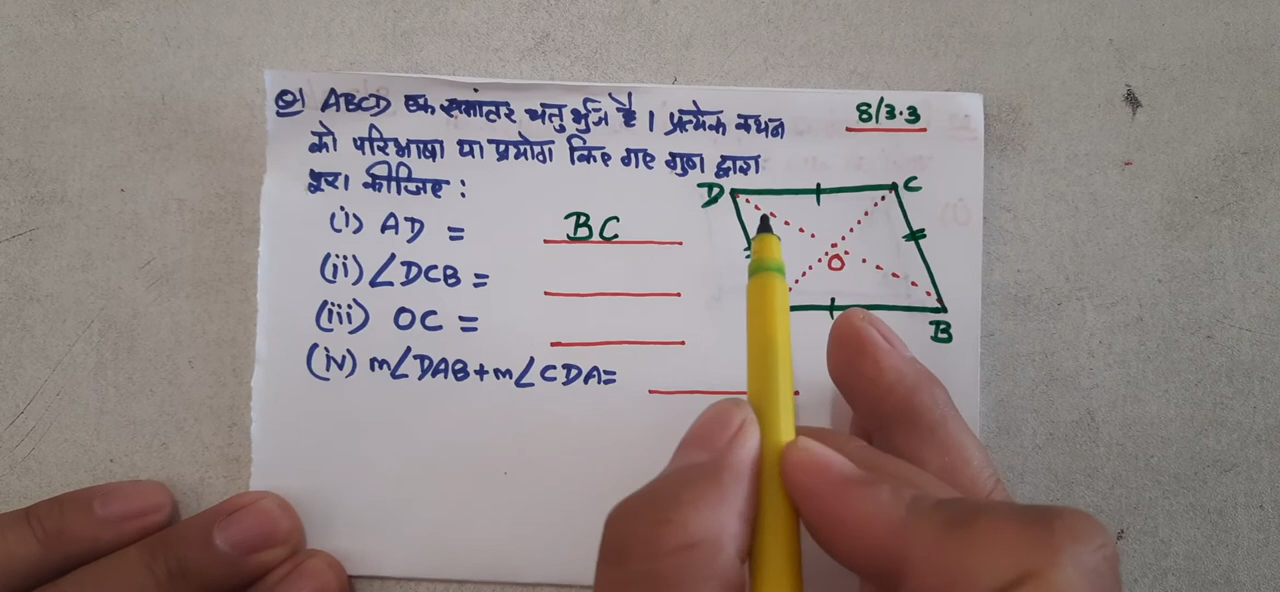 Q1 ABCD एक समांतर चतुर्भुज है। प्रत्येक कथन
8/3.3
को परिभाषा या प्रयोग किए गए गुण द्वारा
पूरा कीजिए:
D C
(i) AD = BC
(ii) ∠DCB =
O
(iii) OC =
B
(iv) m∠DAB+m∠CDA=